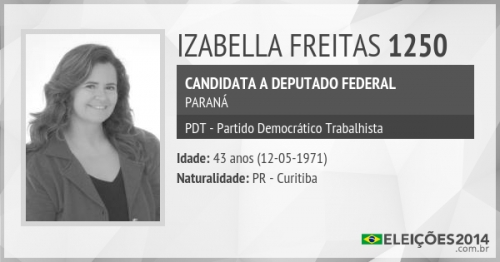 IZABELLA FREITAS 1250
CANDIDATA A DEPUTADO FEDERAL
PARANÁ
PDT - Partido Democrático Trabalhista
Idade: 43 anos (12-05-1971)
Naturalidade: PR - Curitiba
ELEIÇÕES2014
.com.br